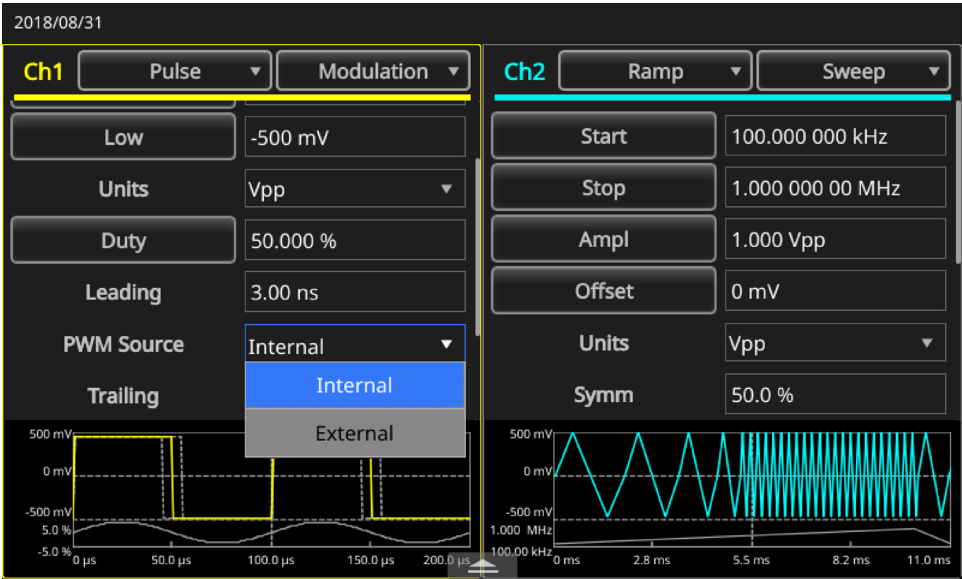 2018/08/31
Ch1 Pulse Modulation
Low -500 mV
Units Vpp
Duty 50.000 %
Leading 3.00 ns
PWM Source Internal
Internal
Trailing
External
500 mV
0 mV
-500 mV
5.0 %
-5.0 %
0 µs 50.0 µs 100.0 µs 150.0 µs 200.0 µs
Ch2 Ramp Sweep
Start 100.000 000 kHz
Stop 1.000 000 00 MHz
Ampl 1.000 Vpp
Offset 0 mV
Units Vpp
Symm 50.0 %
500 mV
0 mV
-500 mV
1.000 MHz
100.00 kHz
0 ms 2.8 ms 5.5 ms 8.2 ms 11.0 ms